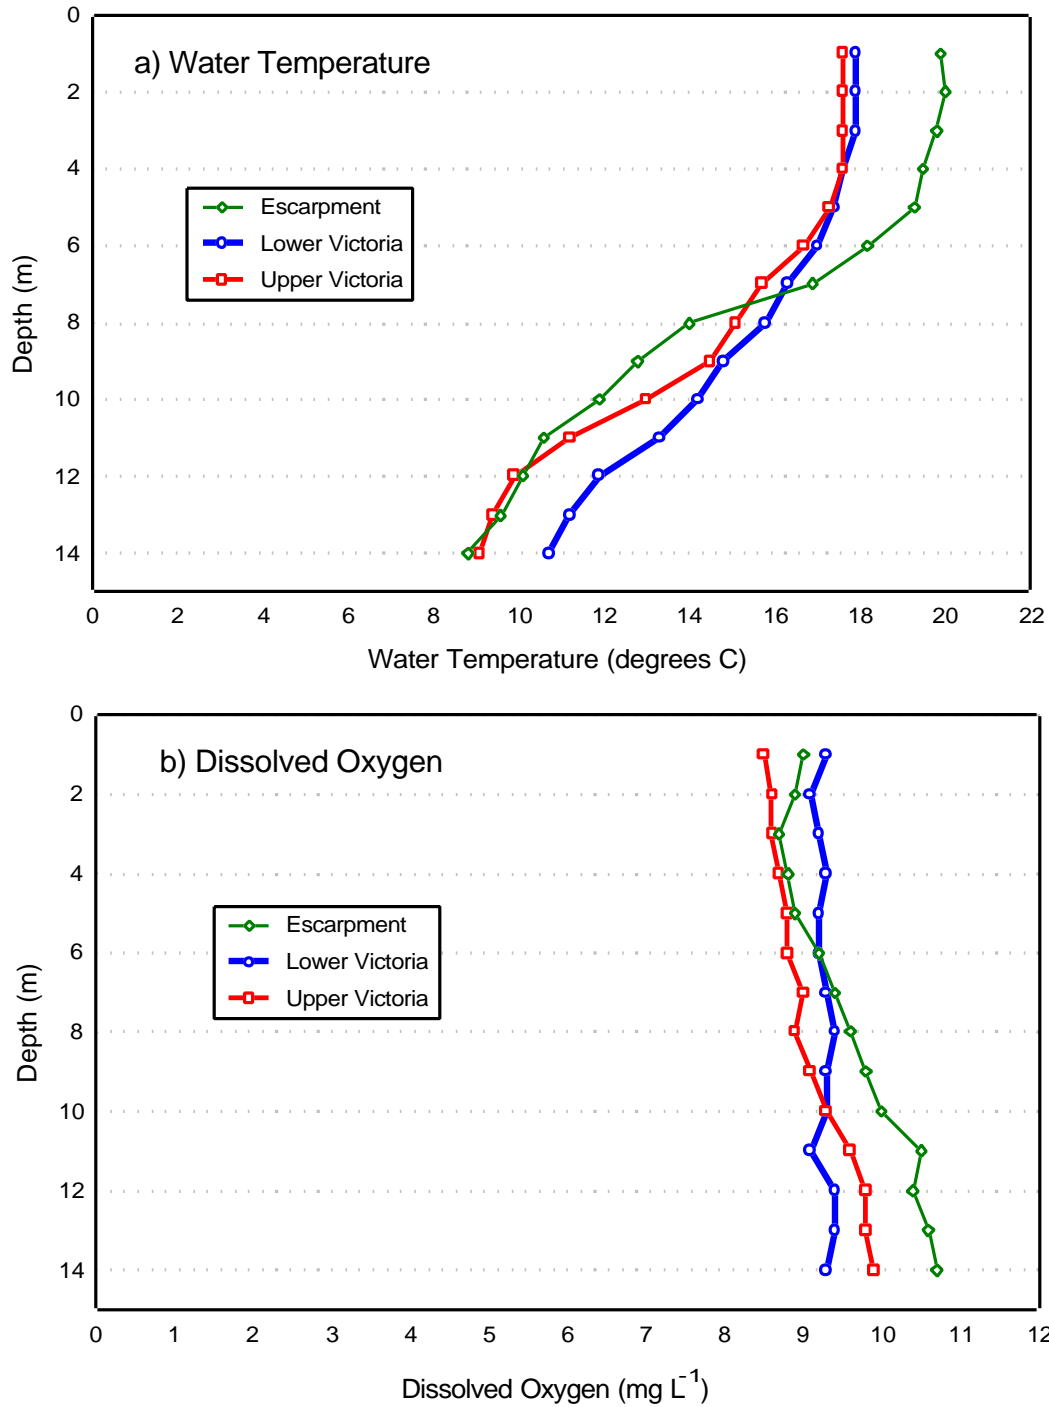 0
a) Water Temperature
2
4
Escarpment
Lower Victoria
Upper Victoria
6
8
10
12
14
Depth (m)
0 2 4 6 8 10 12 14 16 18 20 22
Water Temperature (degrees C)
0
b) Dissolved Oxygen
2
4
Escarpment
Lower Victoria
Upper Victoria
6
8
10
12
14
Depth (m)
0 1 2 3 4 5 6 7 8 9 10 11 12
Dissolved Oxygen (mg L⁻¹)